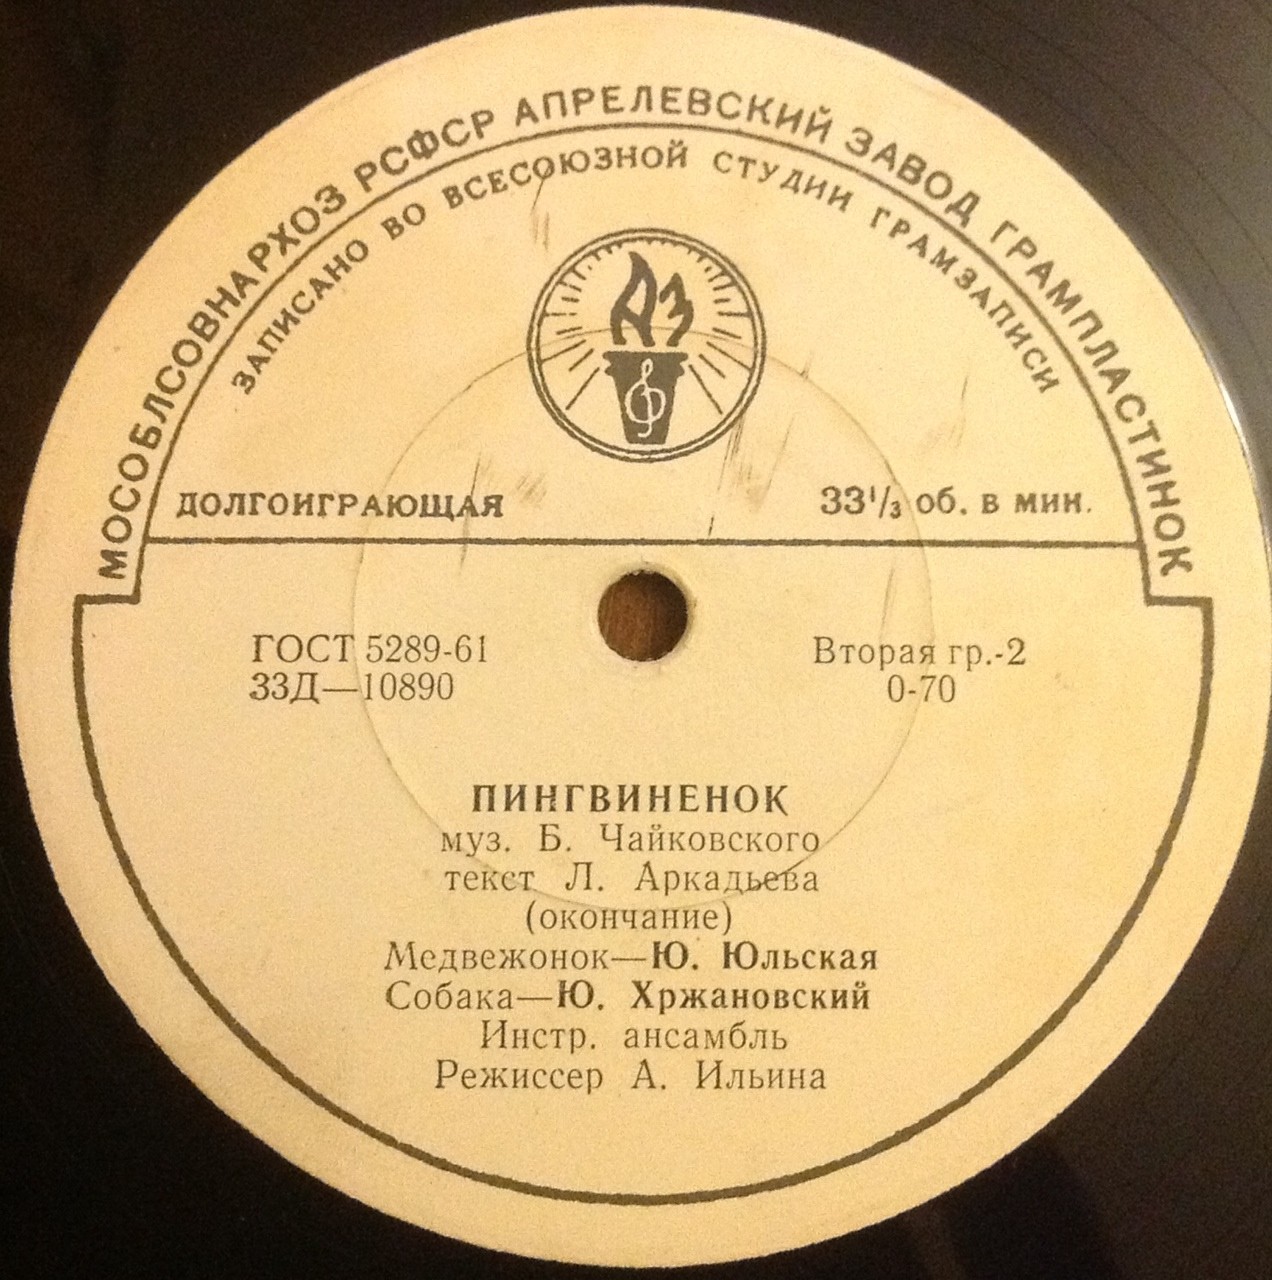 МОСОБЛСОВНАРХОЗ РСФСР АПРЕЛЕВСКИЙ ЗАВОД ГРАМПЛАСТИНОК
ЗАПИСАНО ВО ВСЕСОЮЗНОЙ СТУДИИ ГРАМЗАПИСИ
АЗ
ДОЛГОИГРАЮЩАЯ 33⅓ об. в мин.
ГОСТ 5289-61 Вторая гр.-2
33Д—10890 0-70
ПИНГВИНЕНОК
муз. Б. Чайковского
текст Л. Аркадьева
(окончание)
Медвежонок—Ю. Юльская
Собака—Ю. Хржановский
Инстр. ансамбль
Режиссер А. Ильина